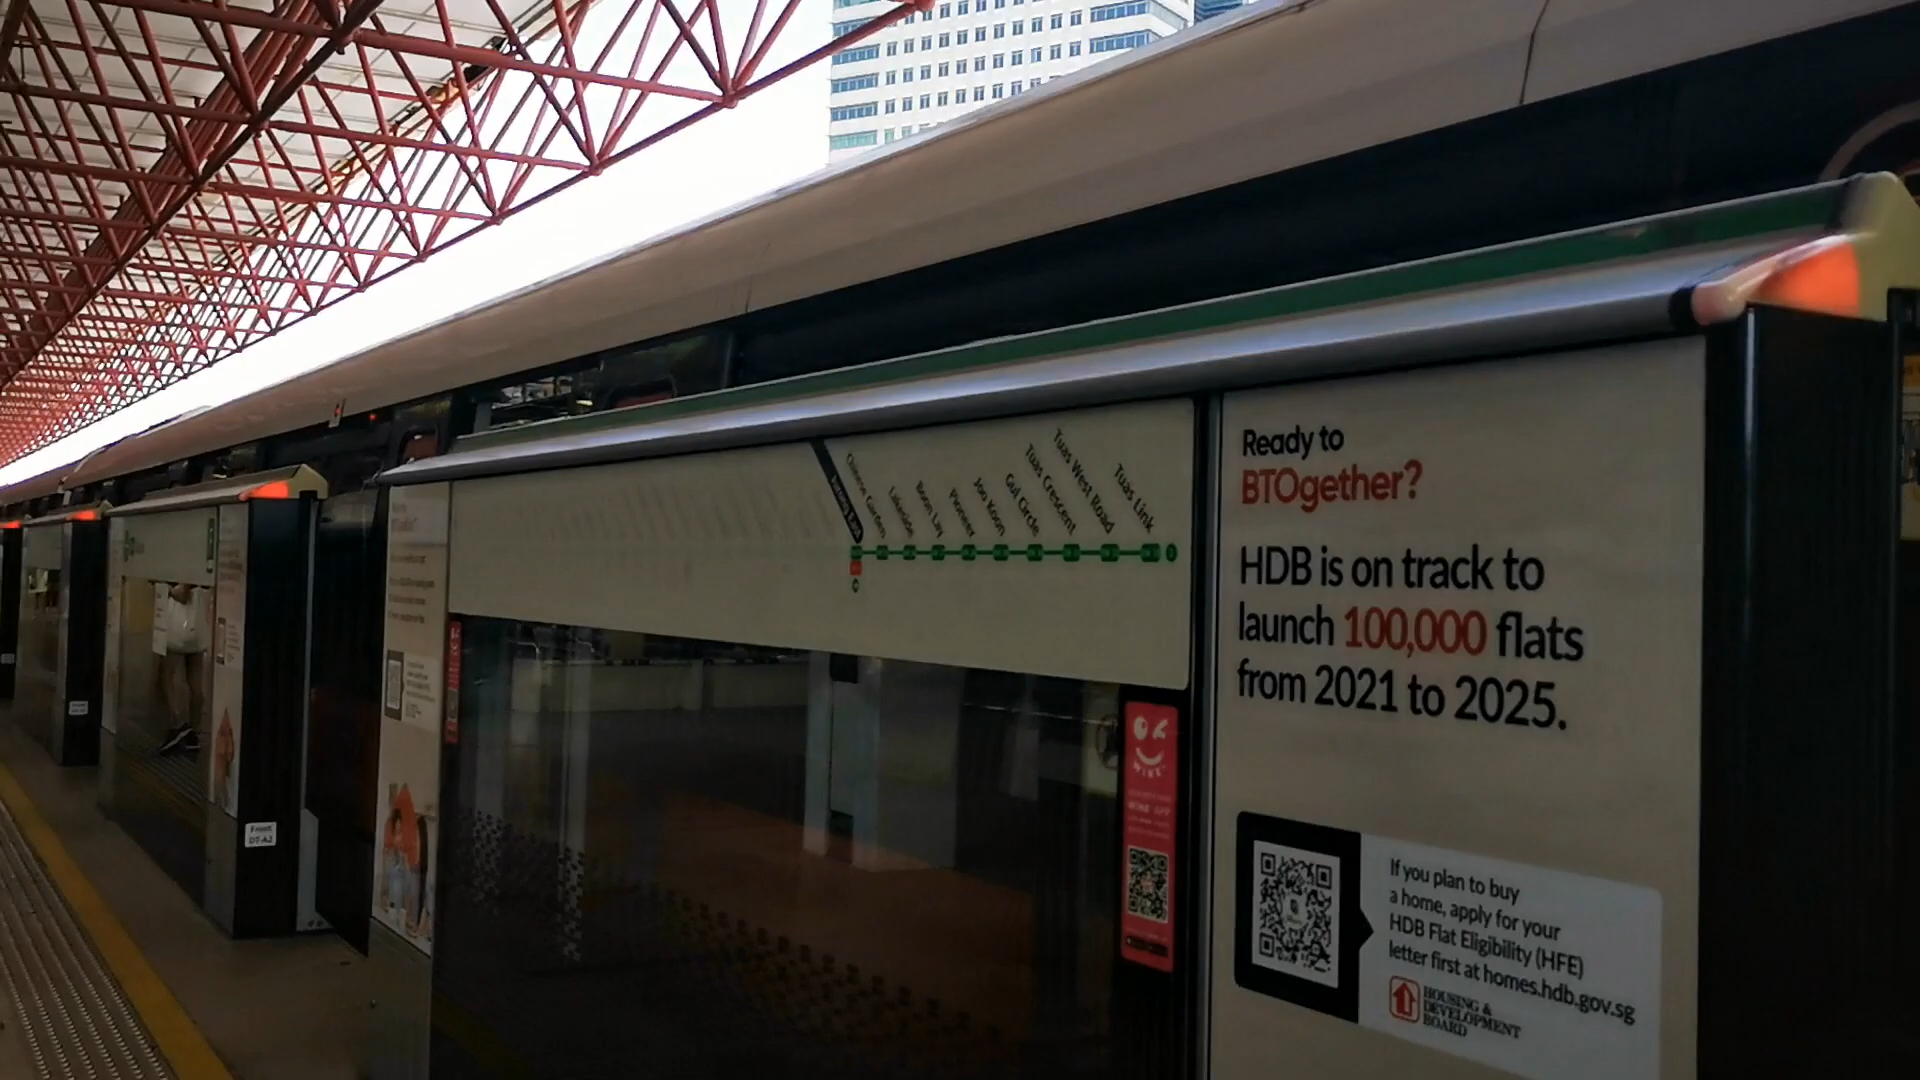 Jurong East
Chinese Garden
Lakeside
Boon Lay
Pioneer
Joo Koon
Gul Circle
Tuas Crescent
Tuas West Road
Tuas Link
Ready to
BTOgether?
HDB is on track to
launch 100,000 flats
from 2021 to 2025.
If you plan to buy
a home, apply for your
HDB Flat Eligibility (HFE)
letter first at homes.hdb.gov.sg
HOUSING &
DEVELOPMENT
BOARD
WINK+
Front
DT-A2